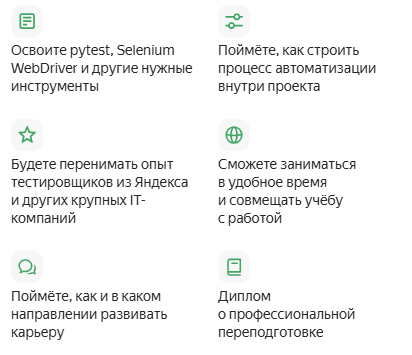 Освоите pytest, Selenium
WebDriver и другие нужные
инструменты
Поймёте, как строить
процесс автоматизации
внутри проекта
Будете перенимать опыт
тестировщиков из Яндекса
и других крупных IT-
компаний
Сможете заниматься
в удобное время
и совмещать учёбу
с работой
Поймёте, как и в каком
направлении развивать
карьеру
Диплом
о профессиональной
переподготовке